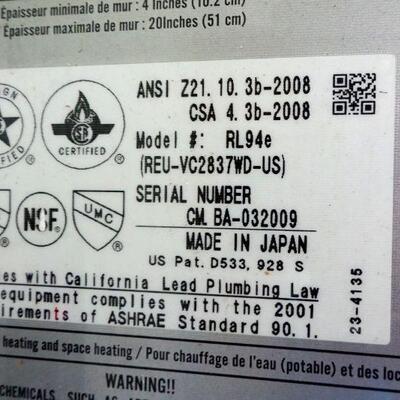 Épaisseur minimale de mur : 4 Inches (10.2 cm)
Épaisseur maximale de mur : 20Inches (51 cm)
ANSI Z21.10.3b-2008
CSA 4.3b-2008
Model #: RL94e
(REU-VC2837WD-US)
SERIAL NUMBER
CM. BA-032009
MADE IN JAPAN
US Pat. D533,928 S
CERTIFIED
CERTIFIED
NSF
UMC
with California Lead Plumbing Law
equipment complies with the 2001
of ASHRAE Standard 90.1.
23-4135
heating and space heating / Pour chauffage de l'eau (potable) et des
WARNING!!
CHEMICALS SUCH AS